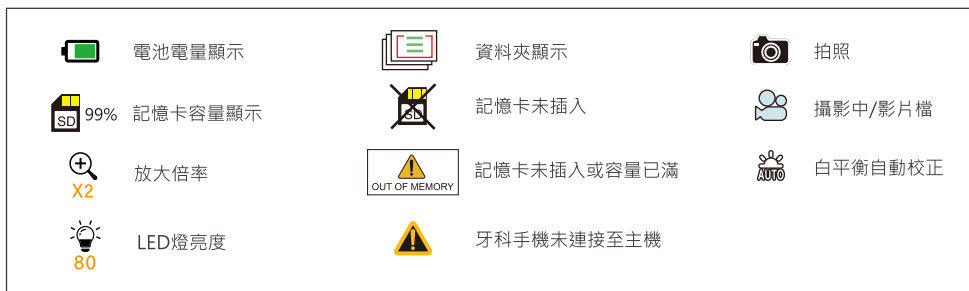 電池電量顯示
資料夾顯示
拍照
SD 99% 記憶卡容量顯示
SD 記憶卡未插入
攝影中/影片檔
X2 放大倍率
OUT OF MEMORY 記憶卡未插入或容量已滿
AUTO 白平衡自動校正
80 LED燈亮度
牙科手機未連接至主機